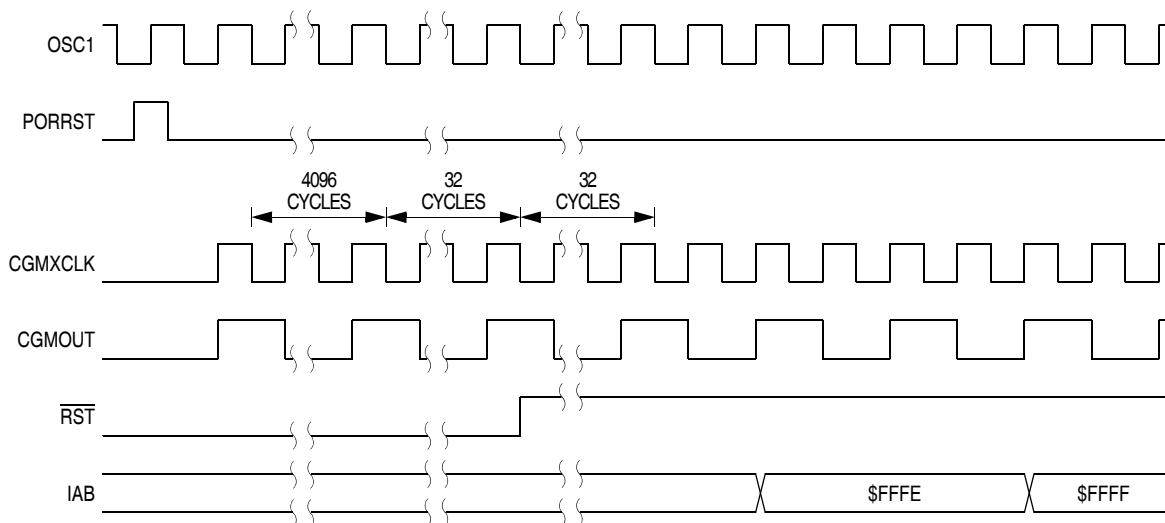 OSC1
PORRST
4096
CYCLES
32
CYCLES
32
CYCLES
CGMXCLK
CGMOUT
RST
IAB
$FFFE
$FFFF